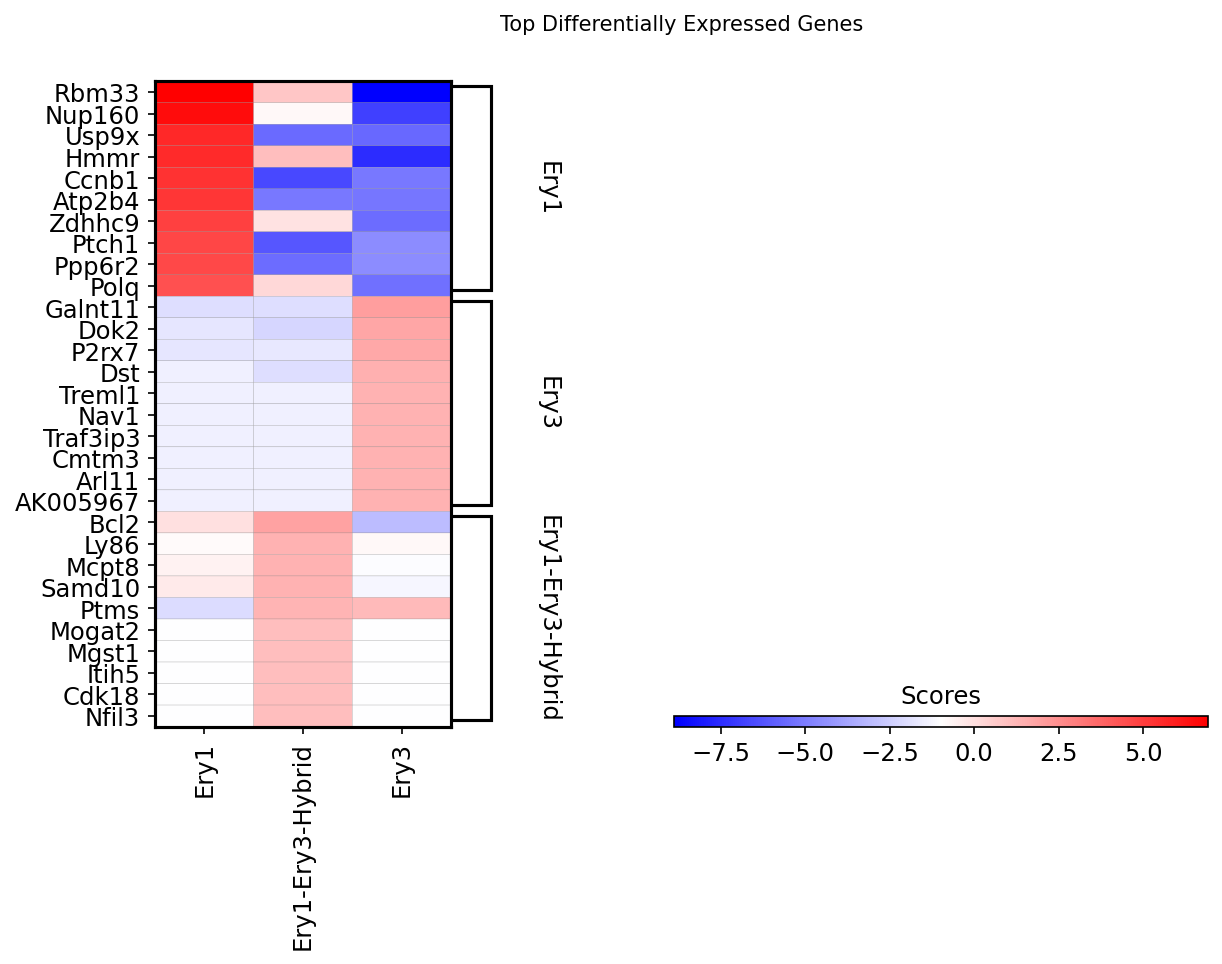 Top Differentially Expressed Genes
Rbm33
Nup160
Usp9x
Hmmr
Ccnb1
Atp2b4
Zdhhc9
Ptch1
Ppp6r2
Polq
Galnt11
Dok2
P2rx7
Dst
Treml1
Nav1
Traf3ip3
Cmtm3
Arl11
AK005967
Bcl2
Ly86
Mcpt8
Samd10
Ptms
Mogat2
Mgst1
Itih5
Cdk18
Nfil3
Ery1
Ery3
Ery1-Ery3-Hybrid
Ery1
Ery1-Ery3-Hybrid
Ery3
Scores
−7.5 −5.0 −2.5 0.0 2.5 5.0